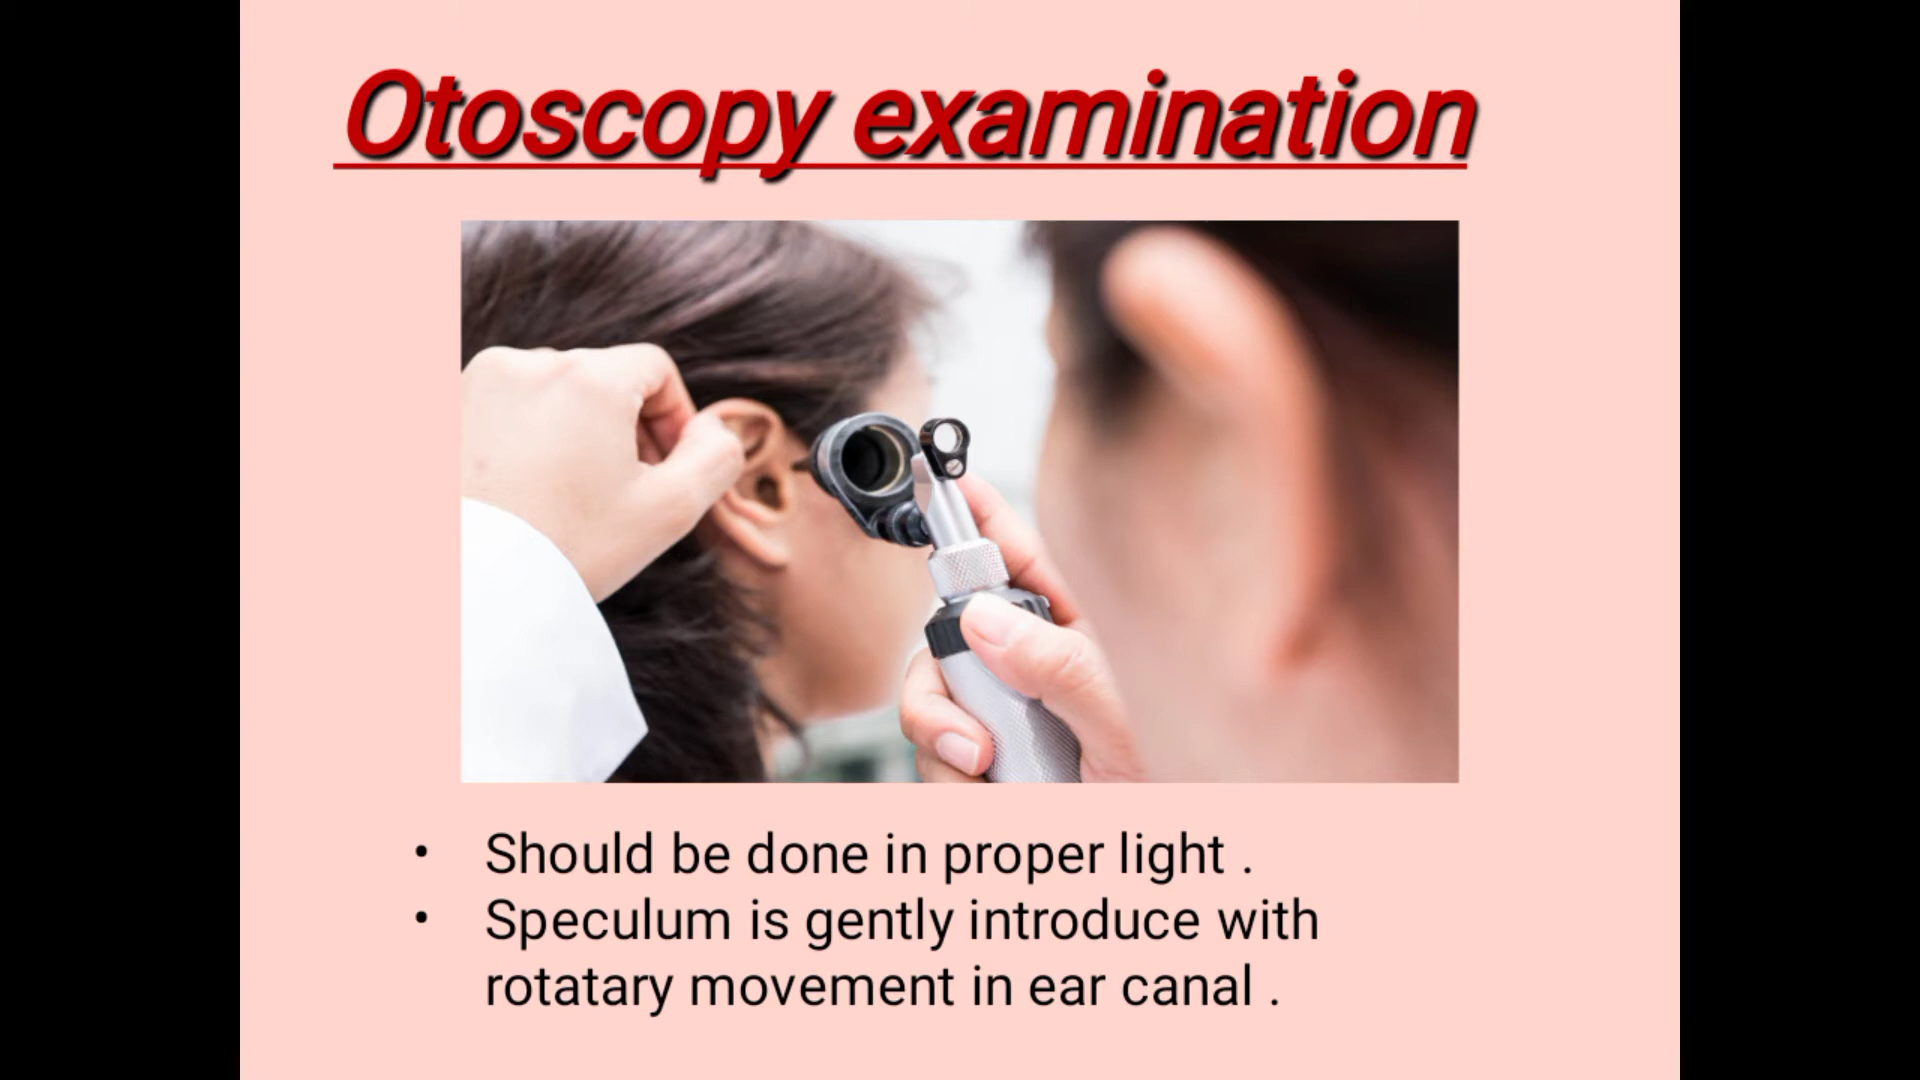 Otoscopy examination
• Should be done in proper light .
• Speculum is gently introduce with
rotatary movement in ear canal .